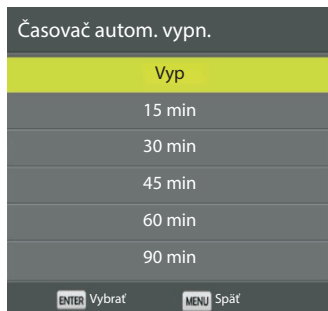 Časovač autom. vypn.
Vyp
15 min
30 min
45 min
60 min
90 min
ENTER Vybrať MENU Späť